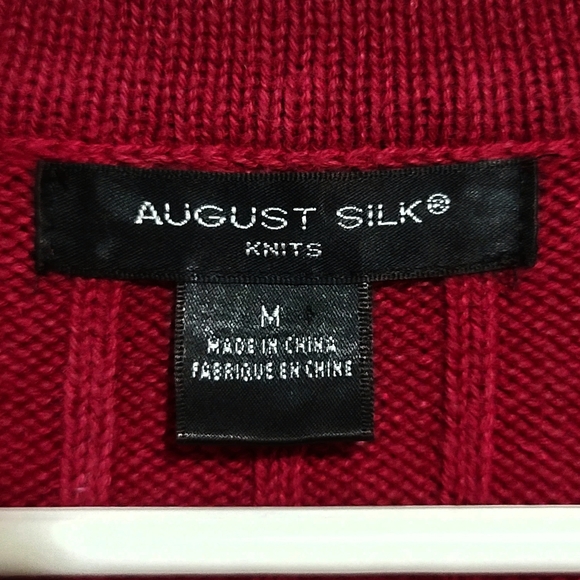 AUGUST SILK®
KNITS
M
MADE IN CHINA
FABRIQUE EN CHINE